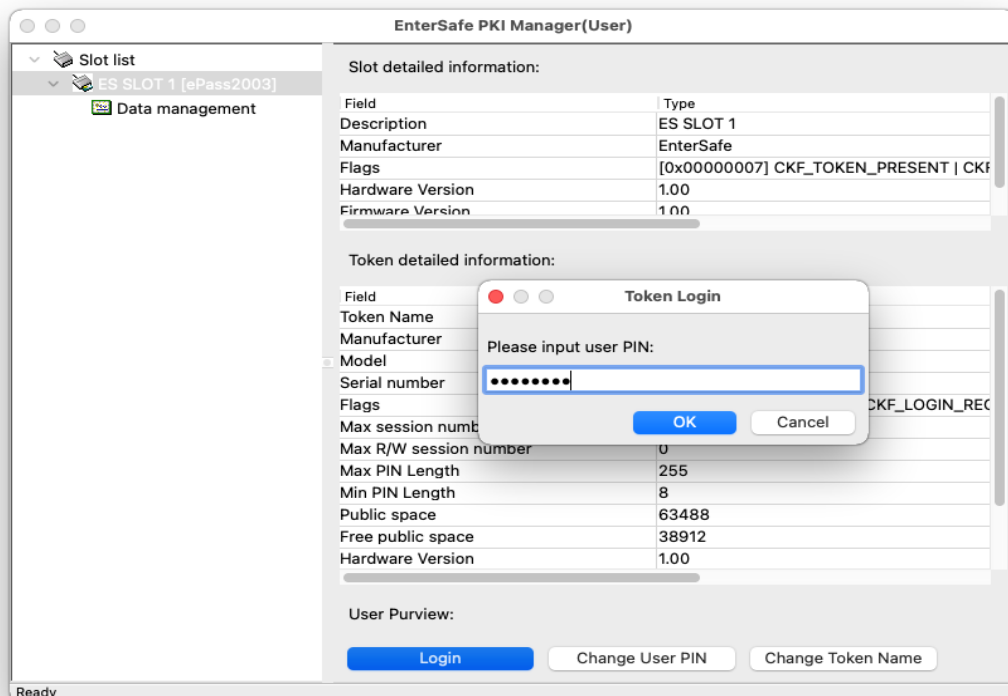 EnterSafe PKI Manager(User)
Slot list
ES SLOT 1 [ePass2003]
Data management
Slot detailed information:
Field Type
Description ES SLOT 1
Manufacturer EnterSafe
Flags [0x00000007] CKF_TOKEN_PRESENT |
Hardware Version 1.00
Firmware Version 1.00
Token detailed information:
Field
Token Name
Manufacturer
Model
Serial number
Flags CKF_LOGIN_
Max session
Max R/W session number 0
Max PIN Length 255
Min PIN Length 8
Public space 63488
Free public space 38912
Hardware Version 1.00
Token Login
Please input user PIN:
••••••••
OK Cancel
User Purview:
Login Change User PIN Change Token Name
Ready